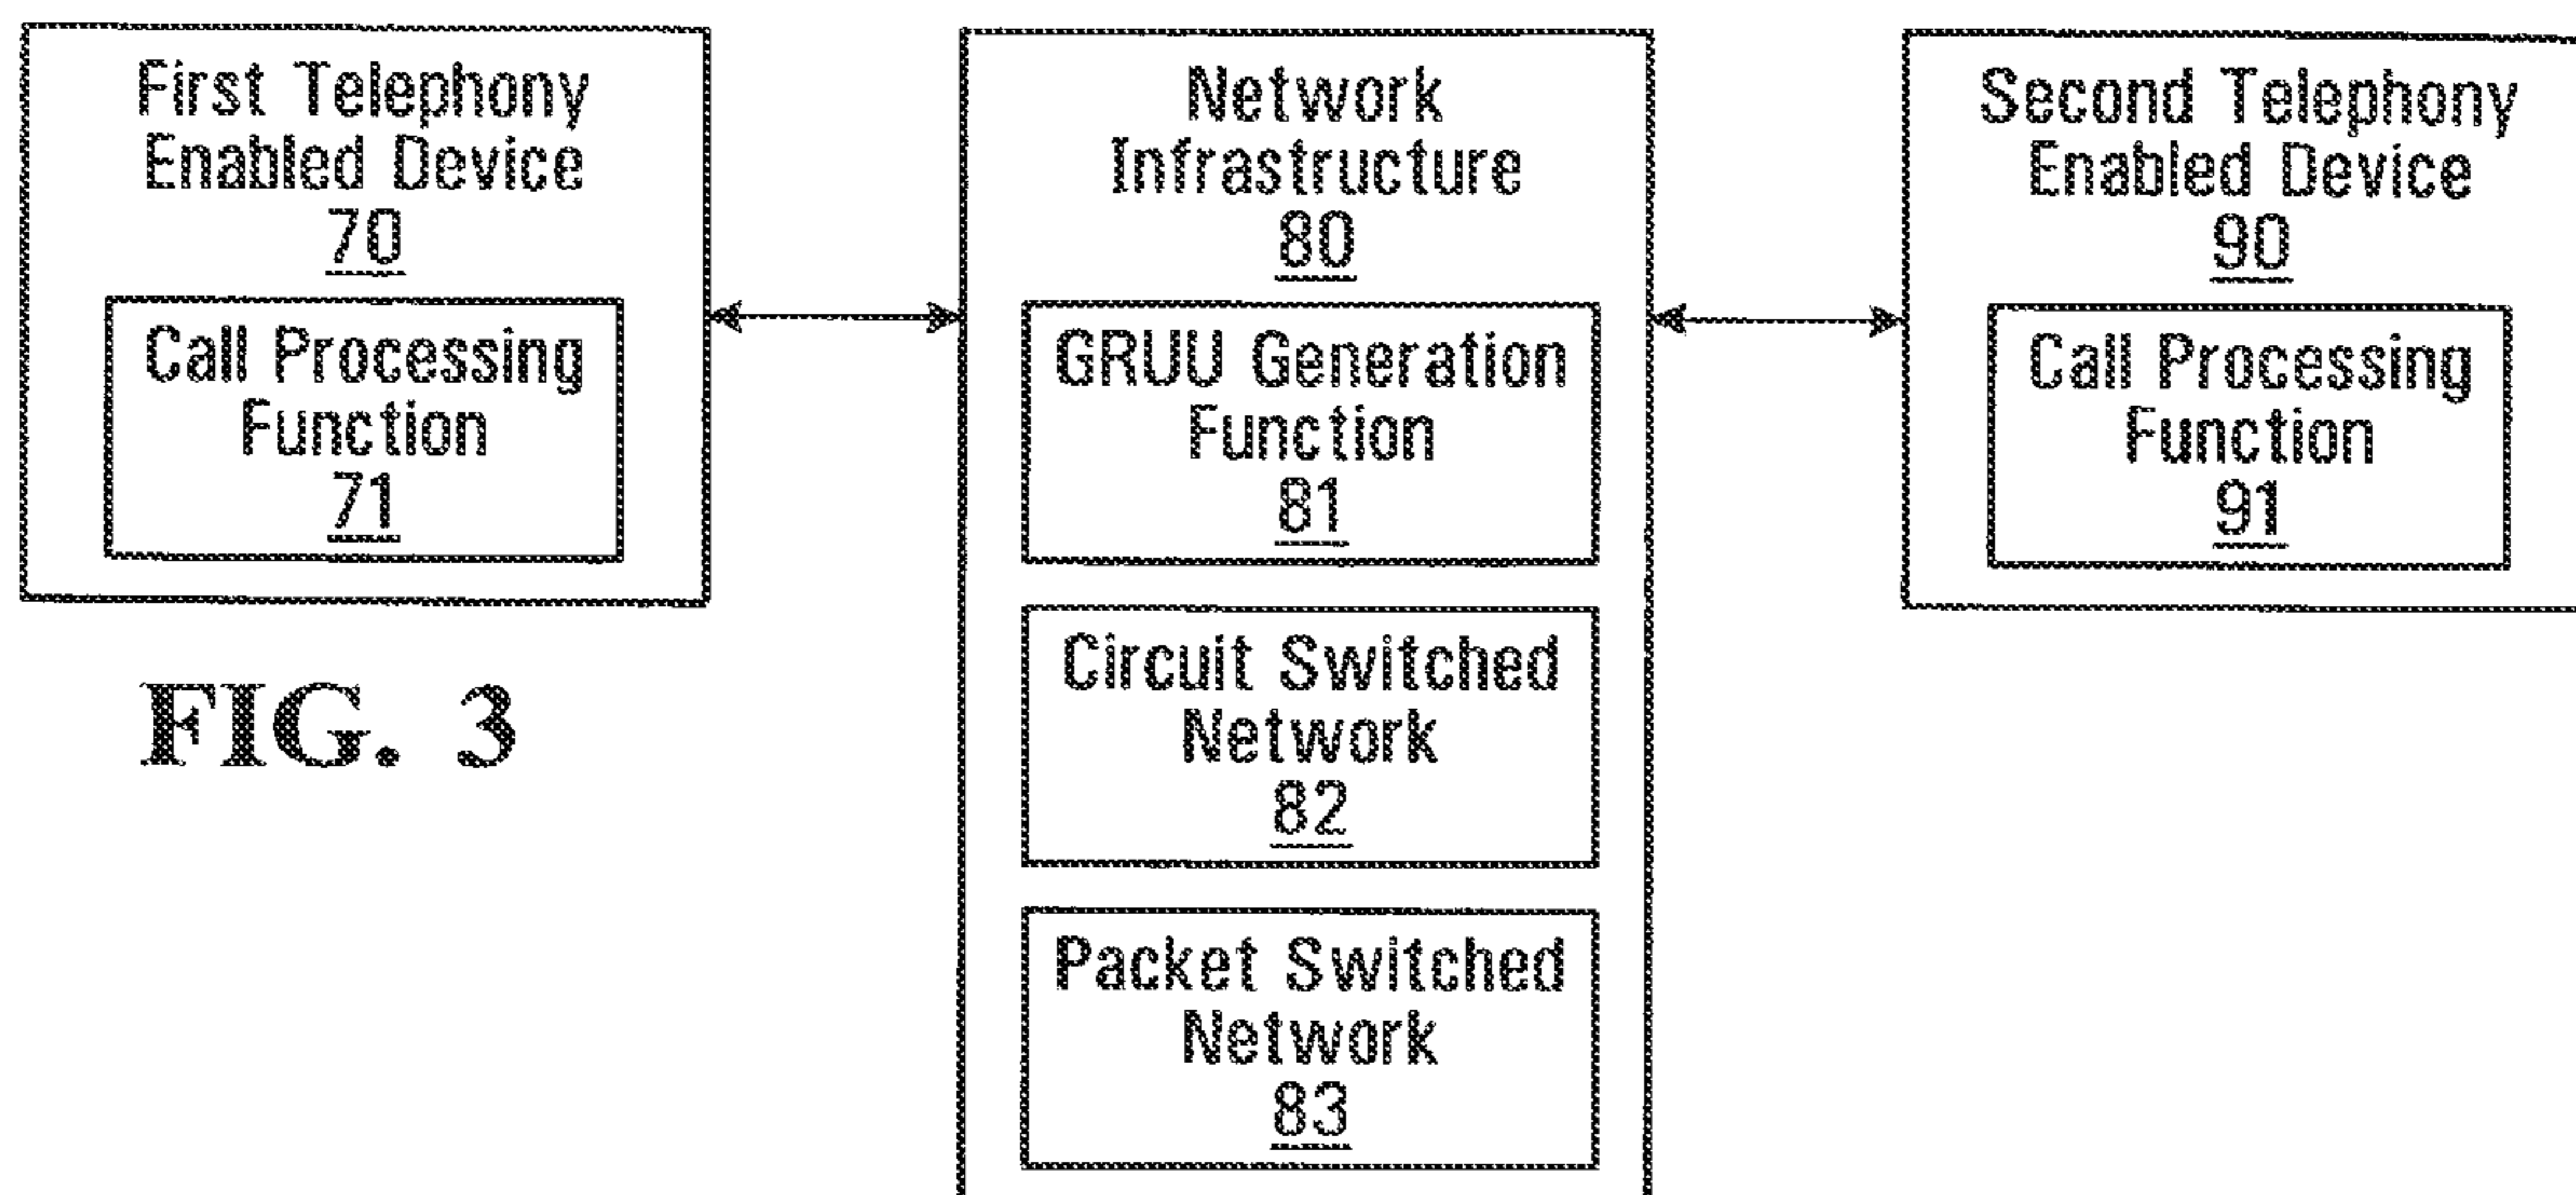 First Telephony
Enabled Device
70
Call Processing
Function
71
Network
Infrastructure
80
GRUU Generation
Function
81
Circuit Switched
Network
82
Packet Switched
Network
83
Second Telephony
Enabled Device
90
Call Processing
Function
91
FIG. 3